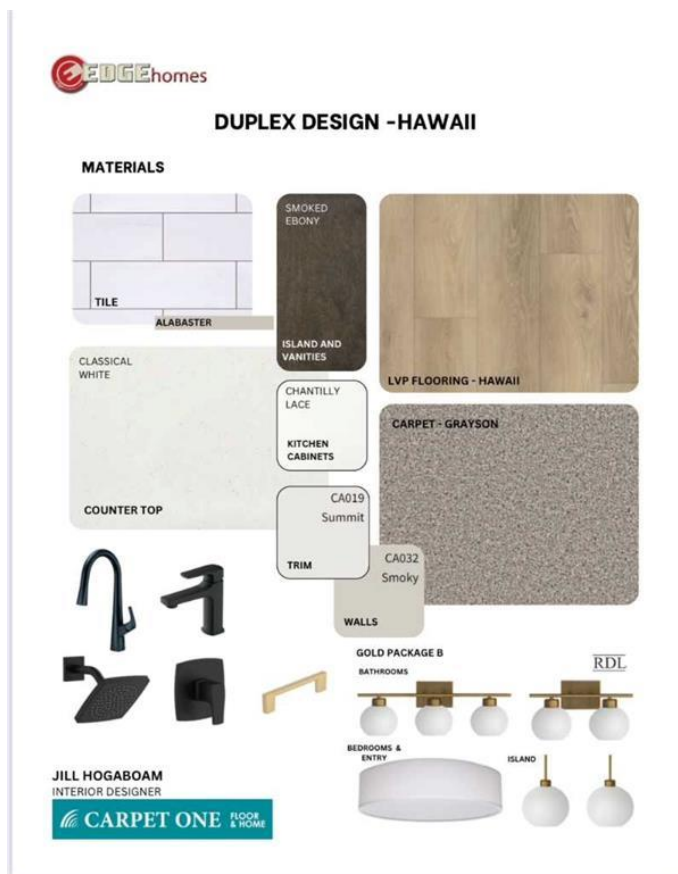 EDGEhomes
DUPLEX DESIGN -HAWAII
MATERIALS
TILE
ALABASTER
SMOKED
EBONY
ISLAND AND
VANITIES
LVP FLOORING - HAWAII
CLASSICAL
WHITE
COUNTER TOP
CHANTILLY
LACE
KITCHEN
CABINETS
CARPET - GRAYSON
CA019
Summit
TRIM
CA032
Smoky
WALLS
GOLD PACKAGE B
RDL
BATHROOMS
BEDROOMS &
ENTRY
ISLAND
JILL HOGABOAM
INTERIOR DESIGNER
CARPET ONE FLOOR
& HOME